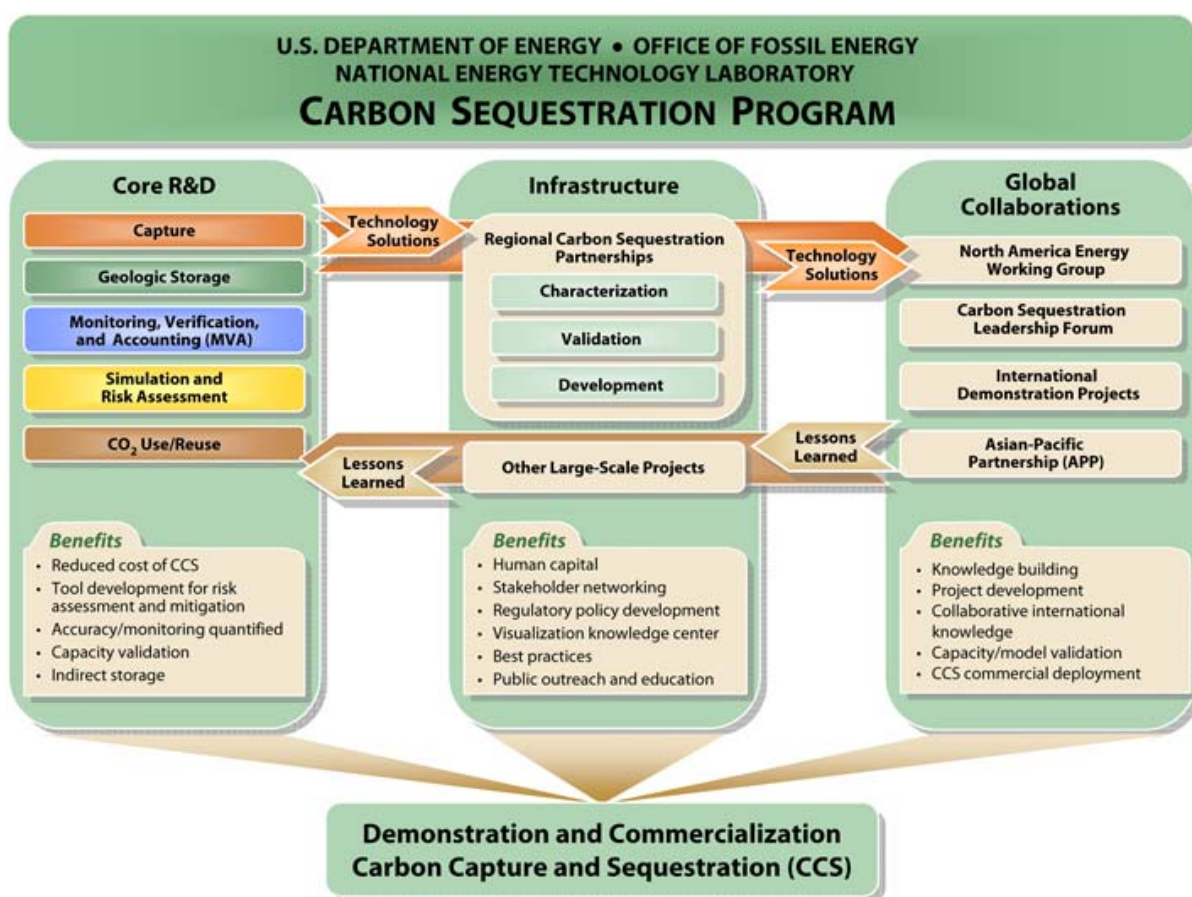 U.S. DEPARTMENT OF ENERGY • OFFICE OF FOSSIL ENERGY
NATIONAL ENERGY TECHNOLOGY LABORATORY
CARBON SEQUESTRATION PROGRAM
Core R&D
Capture
Geologic Storage
Monitoring, Verification,
and Accounting (MVA)
Simulation and
Risk Assessment
CO₂ Use/Reuse
Benefits
• Reduced cost of CCS
• Tool development for risk
assessment and mitigation
• Accuracy/monitoring quantified
• Capacity validation
• Indirect storage
Technology
Solutions
Lessons
Learned
Infrastructure
Regional Carbon Sequestration
Partnerships
Characterization
Validation
Development
Other Large-Scale Projects
Benefits
• Human capital
• Stakeholder networking
• Regulatory policy development
• Visualization knowledge center
• Best practices
• Public outreach and education
Technology
Solutions
Lessons
Learned
Global
Collaborations
North America Energy
Working Group
Carbon Sequestration
Leadership Forum
International
Demonstration Projects
Asian-Pacific
Partnership (APP)
Benefits
• Knowledge building
• Project development
• Collaborative international
knowledge
• Capacity/model validation
• CCS commercial deployment
Demonstration and Commercialization
Carbon Capture and Sequestration (CCS)